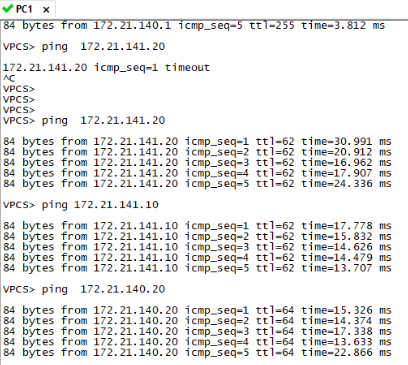 PC1
84 bytes from 172.21.140.1 icmp_seq=5 ttl=255 time=3.812 ms
VPCS> ping  172.21.141.20
172.21.141.20 icmp_seq=1 timeout
^C
VPCS>
VPCS>
VPCS>
VPCS> ping  172.21.141.20
84 bytes from 172.21.141.20 icmp_seq=1 ttl=62 time=30.991 ms
84 bytes from 172.21.141.20 icmp_seq=2 ttl=62 time=20.912 ms
84 bytes from 172.21.141.20 icmp_seq=3 ttl=62 time=16.962 ms
84 bytes from 172.21.141.20 icmp_seq=4 ttl=62 time=17.907 ms
84 bytes from 172.21.141.20 icmp_seq=5 ttl=62 time=24.336 ms
VPCS> ping 172.21.141.10
84 bytes from 172.21.141.10 icmp_seq=1 ttl=62 time=17.778 ms
84 bytes from 172.21.141.10 icmp_seq=2 ttl=62 time=15.832 ms
84 bytes from 172.21.141.10 icmp_seq=3 ttl=62 time=14.626 ms
84 bytes from 172.21.141.10 icmp_seq=4 ttl=62 time=14.479 ms
84 bytes from 172.21.141.10 icmp_seq=5 ttl=62 time=13.707 ms
VPCS> ping  172.21.140.20
84 bytes from 172.21.140.20 icmp_seq=1 ttl=64 time=15.326 ms
84 bytes from 172.21.140.20 icmp_seq=2 ttl=64 time=14.374 ms
84 bytes from 172.21.140.20 icmp_seq=3 ttl=64 time=17.338 ms
84 bytes from 172.21.140.20 icmp_seq=4 ttl=64 time=13.633 ms
84 bytes from 172.21.140.20 icmp_seq=5 ttl=64 time=22.866 ms